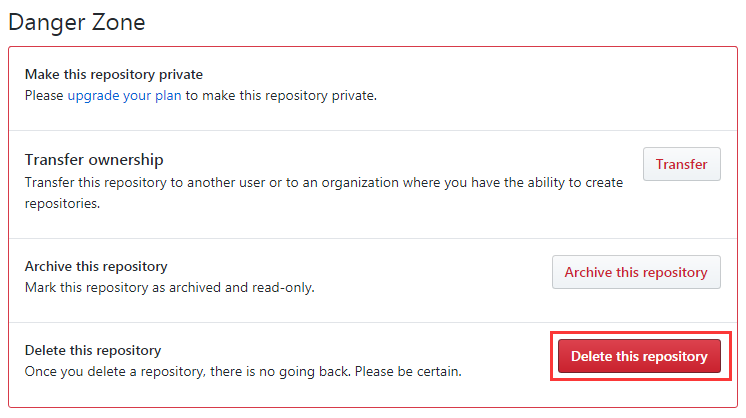 Danger Zone
Make this repository private
Please upgrade your plan to make this repository private.
Transfer ownership
Transfer
Transfer this repository to another user or to an organization where you have the ability to create
repositories.
Archive this repository
Archive this repository
Mark this repository as archived and read-only.
Delete this repository
Delete this repository
Once you delete a repository, there is no going back. Please be certain.